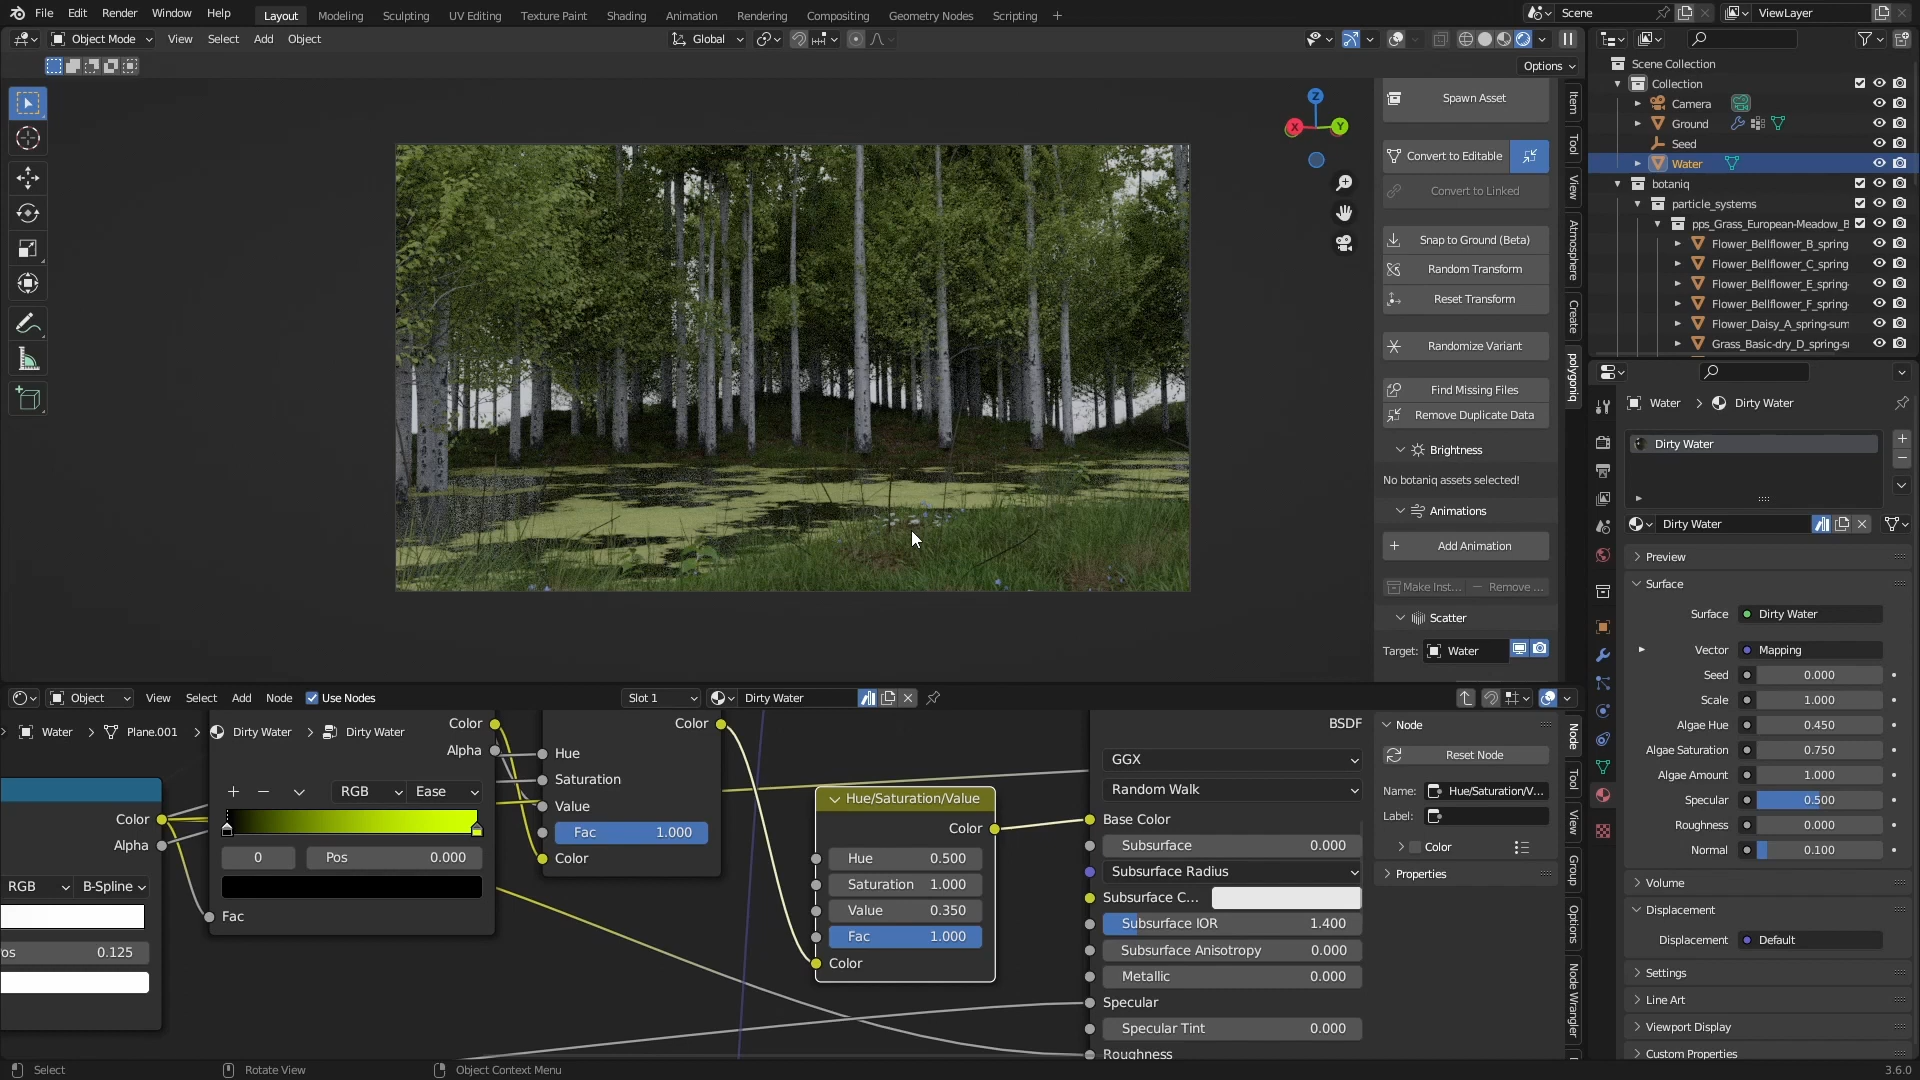 File Edit Render Window Help Layout Modeling Sculpting UV Editing Texture Paint Shading Animation Rendering Compositing Geometry Nodes Scripting + Scene ViewLayer
Object Mode View Select Add Object Global
Options
Spawn Asset
Convert to Editable
Convert to Linked
Snap to Ground (Beta)
Random Transform
Reset Transform
Randomize Variant
Find Missing Files
Remove Duplicate Data
Brightness
No botaniq assets selected!
Animations
Add Animation
Make Inst... Remove ...
Scatter
Target: Water
Item
Tool
View
Atmosphere
Create
polygoniq
X Y Z
Scene Collection
Collection
Camera
Ground
Seed
Water
botaniq
particle_systems
pps_Grass_European-Meadow_B
Flower_Bellflower_B_spring
Flower_Bellflower_C_spring
Flower_Bellflower_E_spring-
Flower_Bellflower_F_spring-
Flower_Daisy_A_spring-sum
Grass_Basic-dry_D_spring-su
Water > Dirty Water
Dirty Water
Dirty Water
Preview
Surface
Surface Dirty Water
Vector Mapping
Seed 0.000
Scale 1.000
Algae Hue 0.450
Algae Saturation 0.750
Algae Amount 1.000
Specular 0.500
Roughness 0.000
Normal 0.100
Volume
Displacement
Displacement Default
Settings
Line Art
Viewport Display
Custom Properties
Object View Select Add Node Use Nodes Slot 1 Dirty Water
Water > Plane.001 Dirty Water > Dirty Water
Color
Alpha
RGB B-Spline
0.125
Color
Alpha
RGB Ease
0 Pos 0.000
Fac
Color
Hue
Saturation
Value
Fac 1.000
Color
Hue/Saturation/Value
Color
Hue 0.500
Saturation 1.000
Value 0.350
Fac 1.000
Color
BSDF
GGX
Random Walk
Base Color
Subsurface 0.000
Subsurface Radius
Subsurface C...
Subsurface IOR 1.400
Subsurface Anisotropy 0.000
Metallic 0.000
Specular
Specular Tint 0.000
Roughness
Node
Reset Node
Name: Hue/Saturation/V...
Label:
Color
Properties
Node
Tool
View
Group
Options
Node Wrangler
Select Rotate View Object Context Menu 3.6.0